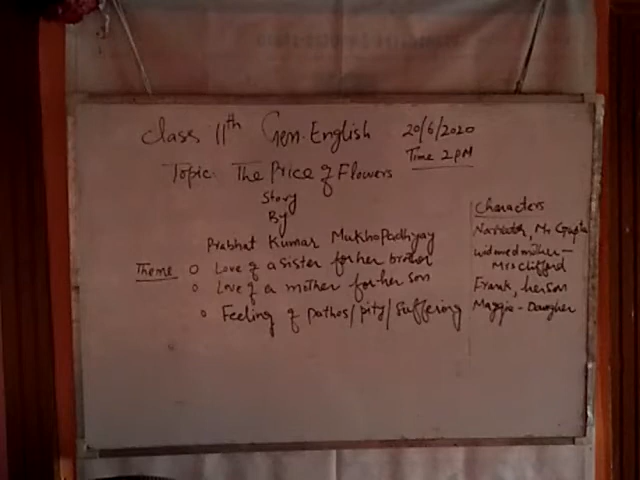 Class 11th Gen. English 20/6/2020
Time 2 PM
Topic: The Price of Flowers
Story
By
Prabhat Kumar Mukhopadhyay
Theme o Love of a sister for her brother
o Love of a mother for her son
o Feeling of pathos/pity/suffering
Characters
Narrator, Mr Gupta
widowed mother -
Mrs Clifford
Frank, her son
Maggie -